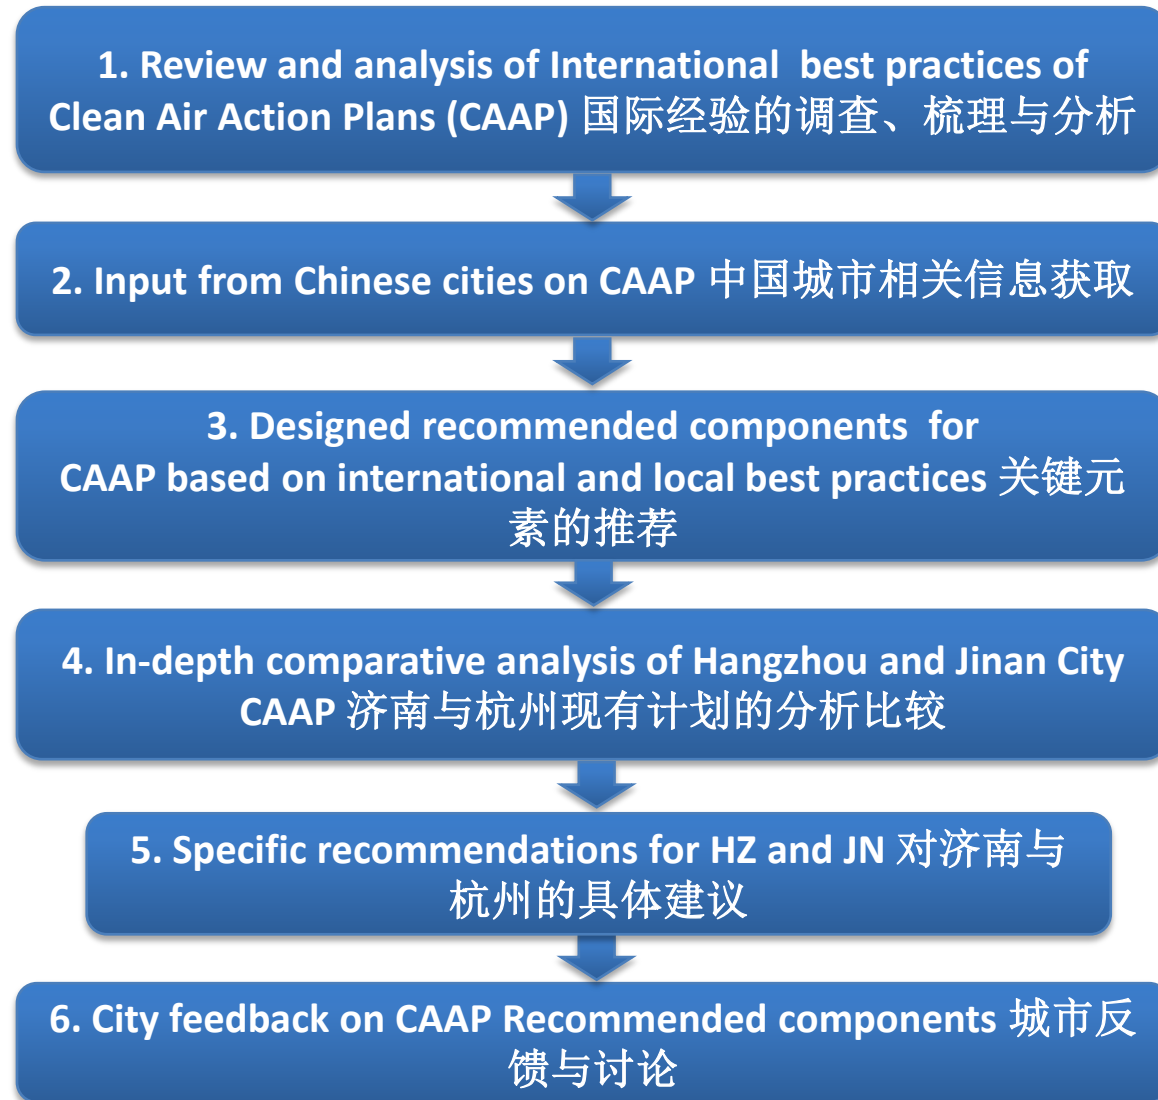 1. Review and analysis of International  best practices of
Clean Air Action Plans (CAAP) 国际经验的调查、梳理与分析
2. Input from Chinese cities on CAAP 中国城市相关信息获取
3. Designed recommended components  for
CAAP based on international and local best practices 关键元
素的推荐
4. In-depth comparative analysis of Hangzhou and Jinan City
CAAP 济南与杭州现有计划的分析比较
5. Specific recommendations for HZ and JN 对济南与
杭州的具体建议
6. City feedback on CAAP Recommended components 城市反
馈与讨论